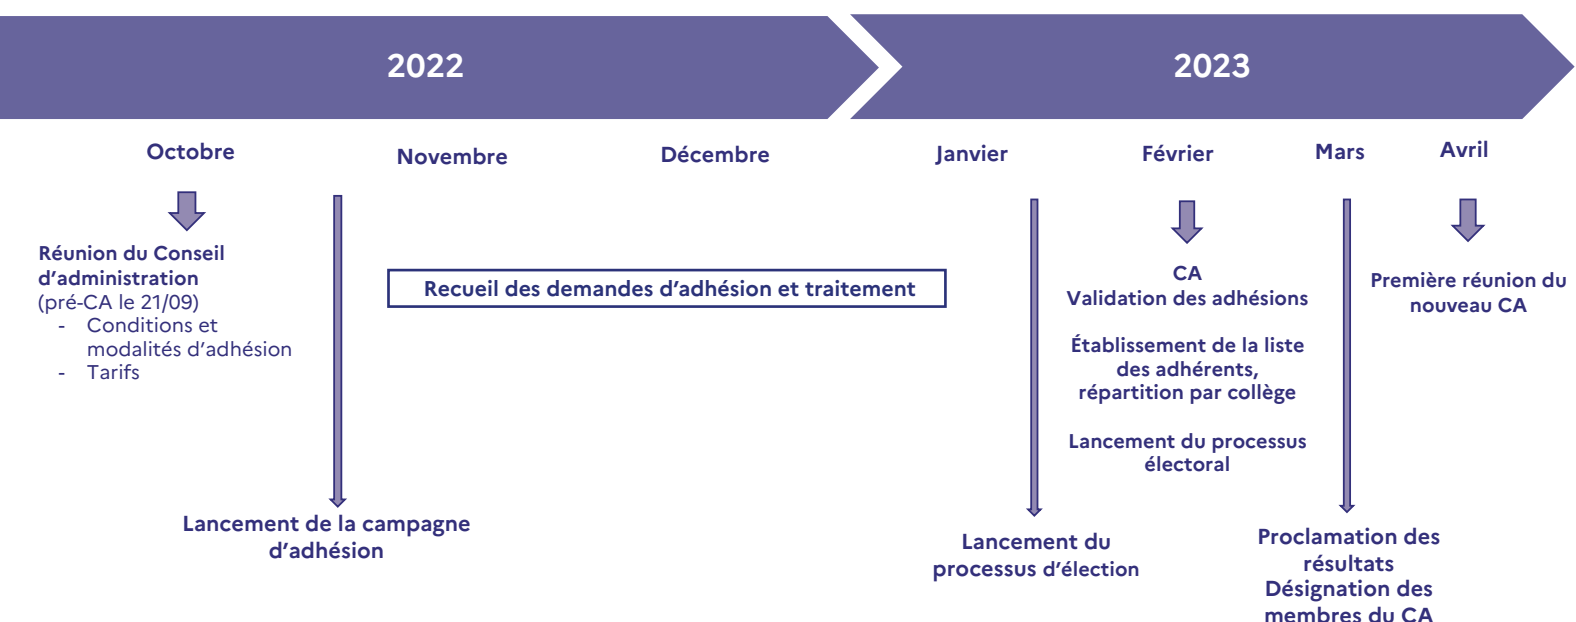 2022
2023
Octobre
Novembre
Décembre
Janvier
Février
Mars
Avril
Réunion du Conseil
d'administration
(pré-CA le 21/09)
- Conditions et
modalités d'adhésion
- Tarifs
Lancement de la campagne
d'adhésion
Recueil des demandes d'adhésion et traitement
Lancement du
processus d'élection
CA
Validation des adhésions
Établissement de la liste
des adhérents,
répartition par collège
Lancement du processus
électoral
Proclamation des
résultats
Désignation des
membres du CA
Première réunion du
nouveau CA